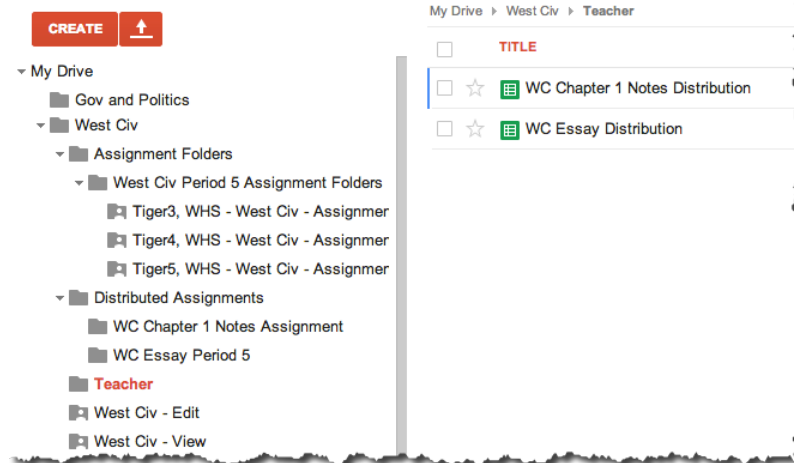 CREATE
My Drive
Gov and Politics
West Civ
Assignment Folders
West Civ Period 5 Assignment Folders
Tiger3, WHS - West Civ - Assignmer
Tiger4, WHS - West Civ - Assignmer
Tiger5, WHS - West Civ - Assignmer
Distributed Assignments
WC Chapter 1 Notes Assignment
WC Essay Period 5
Teacher
West Civ - Edit
West Civ - View
My Drive West Civ Teacher
TITLE
WC Chapter 1 Notes Distribution
WC Essay Distribution